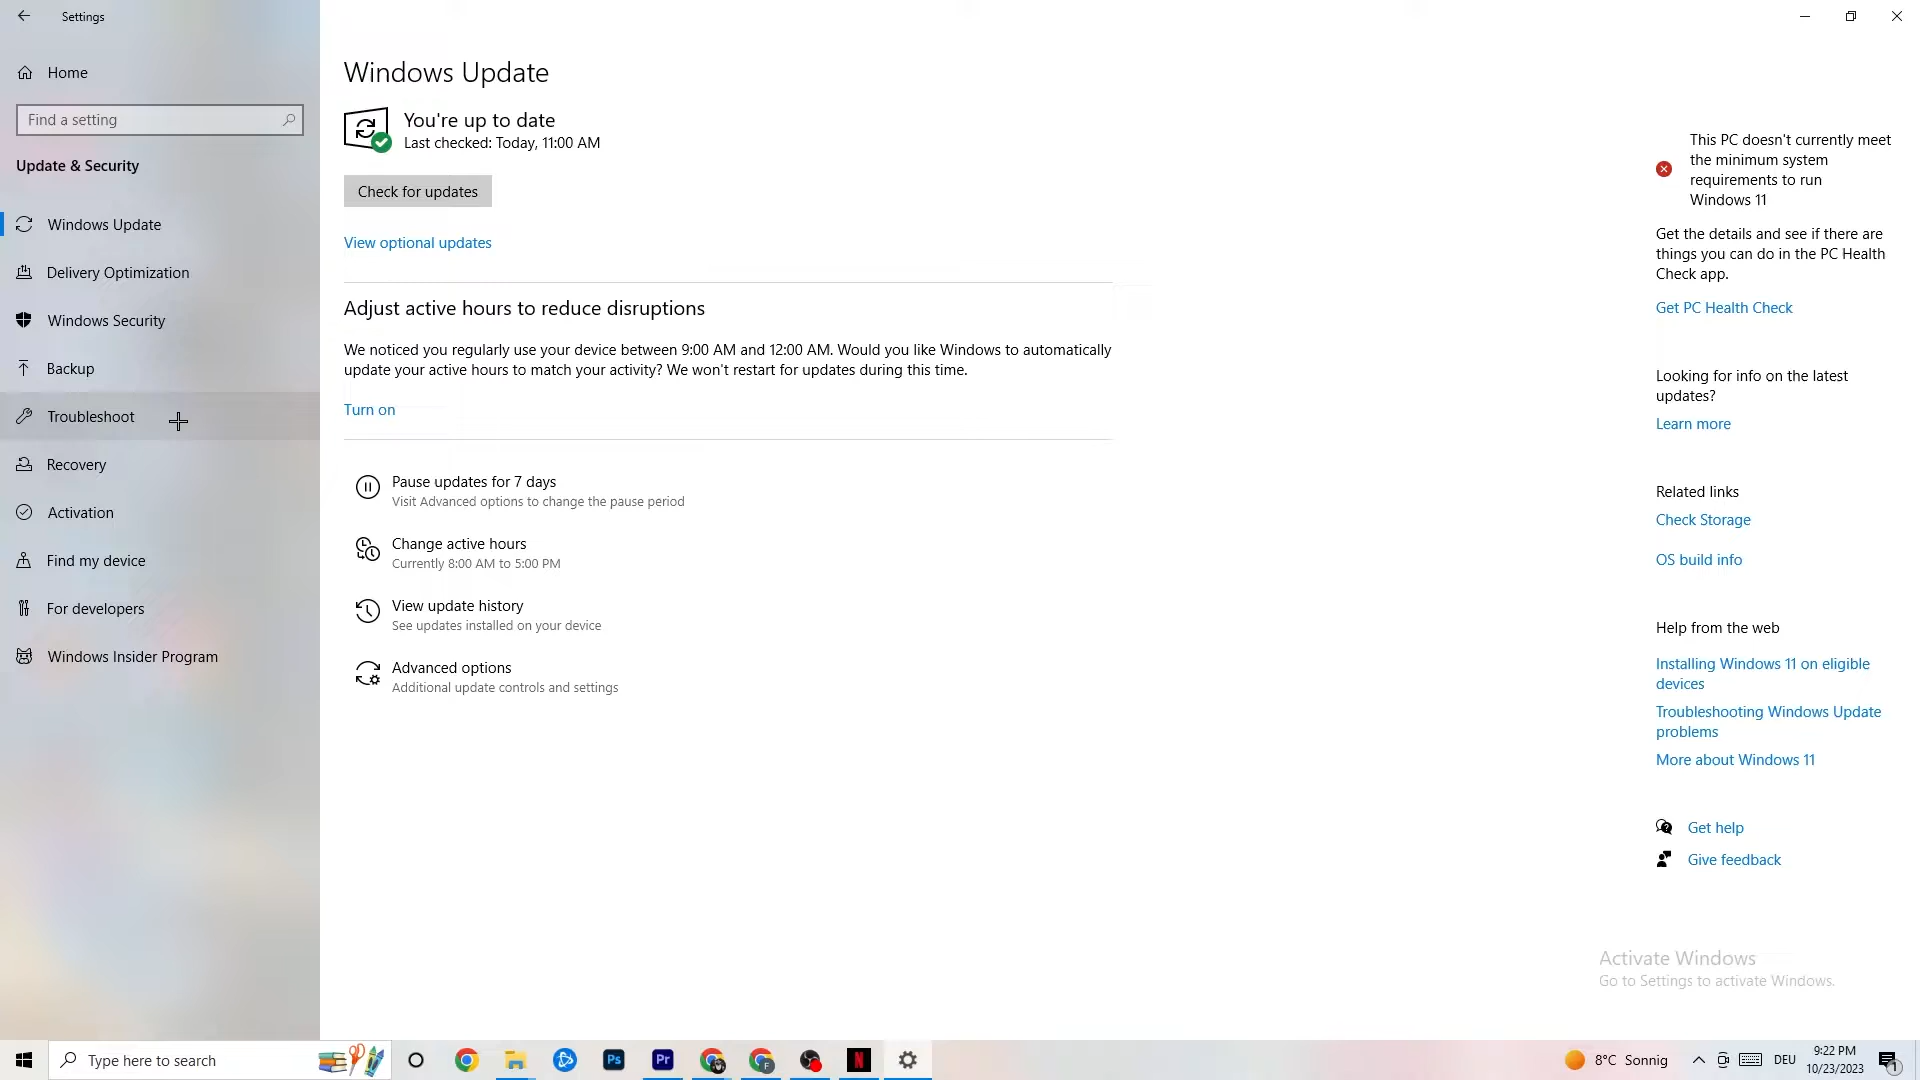 Settings
Home
Find a setting
Update & Security
Windows Update
Delivery Optimization
Windows Security
Backup
Troubleshoot
Recovery
Activation
Find my device
For developers
Windows Insider Program
Windows Update
You're up to date
Last checked: Today, 11:00 AM
Check for updates
View optional updates
Adjust active hours to reduce disruptions
We noticed you regularly use your device between 9:00 AM and 12:00 AM. Would you like Windows to automatically
update your active hours to match your activity? We won't restart for updates during this time.
Turn on
Pause updates for 7 days
Visit Advanced options to change the pause period
Change active hours
Currently 8:00 AM to 5:00 PM
View update history
See updates installed on your device
Advanced options
Additional update controls and settings
This PC doesn't currently meet
the minimum system
requirements to run
Windows 11
Get the details and see if there are
things you can do in the PC Health
Check app.
Get PC Health Check
Looking for info on the latest
updates?
Learn more
Related links
Check Storage
OS build info
Help from the web
Installing Windows 11 on eligible
devices
Troubleshooting Windows Update
problems
More about Windows 11
Get help
Give feedback
Activate Windows
Go to Settings to activate Windows.
Type here to search
Ps
Pr
F
N
8°C Sonnig
DEU
9:22 PM
10/23/2023
1